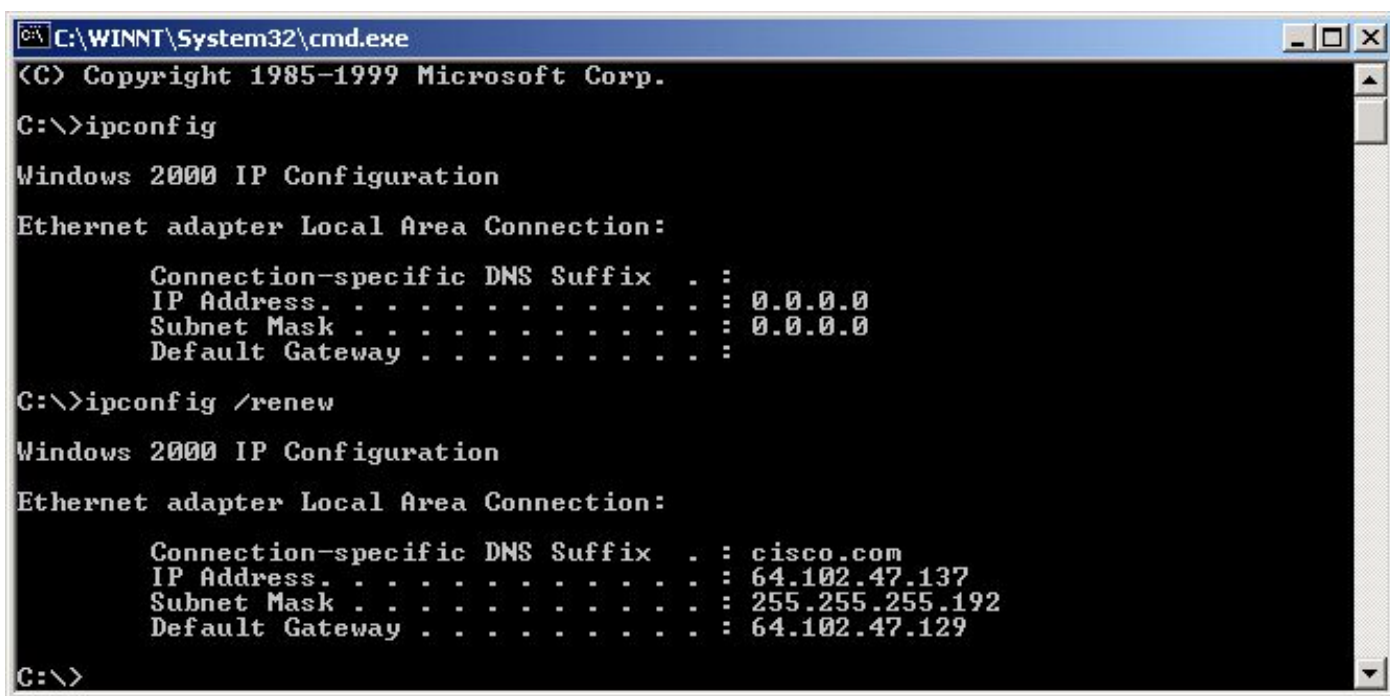 C:\WINNT\System32\cmd.exe
(C) Copyright 1985-1999 Microsoft Corp.
C:\>ipconfig
Windows 2000 IP Configuration
Ethernet adapter Local Area Connection:
Connection-specific DNS Suffix  . :
IP Address. . . . . . . . . . . . : 0.0.0.0
Subnet Mask . . . . . . . . . . . : 0.0.0.0
Default Gateway . . . . . . . . . :
C:\>ipconfig /renew
Windows 2000 IP Configuration
Ethernet adapter Local Area Connection:
Connection-specific DNS Suffix  . : cisco.com
IP Address. . . . . . . . . . . . : 64.102.47.137
Subnet Mask . . . . . . . . . . . : 255.255.255.192
Default Gateway . . . . . . . . . : 64.102.47.129
C:\>